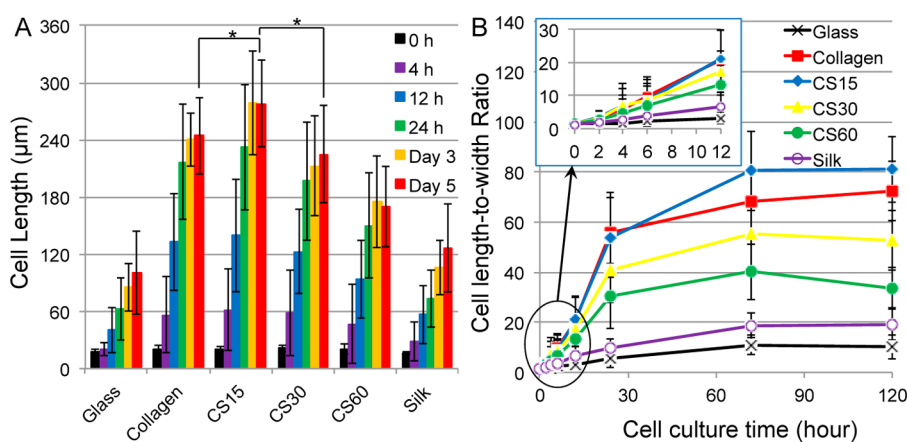 A
Cell Length (µm)
360
300
240
180
120
60
0
*
*
0 h
4 h
12 h
24 h
Day 3
Day 5
Glass
Collagen
CS15
CS30
CS60
Silk
B
Cell length-to-width Ratio
140
120
100
80
60
40
20
0
30
20
10
0
0 2 4 6 8 10 12
Glass
Collagen
CS15
CS30
CS60
Silk
0 30 60 90 120
Cell culture time (hour)